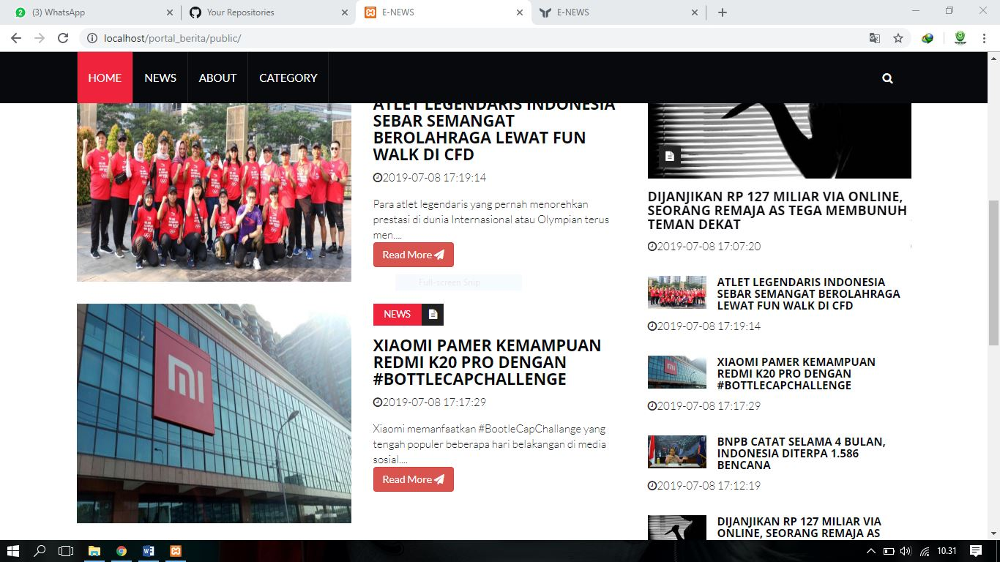 (3) WhatsApp
Your Repositories
E-NEWS
E-NEWS
localhost/portal_berita/public/
HOME
NEWS
ABOUT
CATEGORY
ATLET LEGENDARIS INDONESIA
SEBAR SEMANGAT
BEROLAHRAGA LEWAT FUN
WALK DI CFD
2019-07-08 17:19:14
Para atlet legendaris yang pernah menorehkan
prestasi di dunia Internasional atau Olympian terus
men....
Read More
Full-screen Snip
NEWS
XIAOMI PAMER KEMAMPUAN
REDMI K20 PRO DENGAN
#BOTTLECAPCHALLENGE
2019-07-08 17:17:29
Xiaomi memanfaatkan #BootleCapChallange yang
tengah populer beberapa hari belakangan di media
sosial....
Read More
DIJANJIKAN RP 127 MILIAR VIA ONLINE,
SEORANG REMAJA AS TEGA MEMBUNUH
TEMAN DEKAT
2019-07-08 17:07:20
ATLET LEGENDARIS INDONESIA
SEBAR SEMANGAT BEROLAHRAGA
LEWAT FUN WALK DI CFD
2019-07-08 17:19:14
XIAOMI PAMER KEMAMPUAN
REDMI K20 PRO DENGAN
#BOTTLECAPCHALLENGE
2019-07-08 17:17:29
BNPB CATAT SELAMA 4 BULAN,
INDONESIA DITERPA 1.586
BENCANA
2019-07-08 17:12:19
DIJANJIKAN RP 127 MILIAR VIA
ONLINE, SEORANG REMAJA AS
10.31